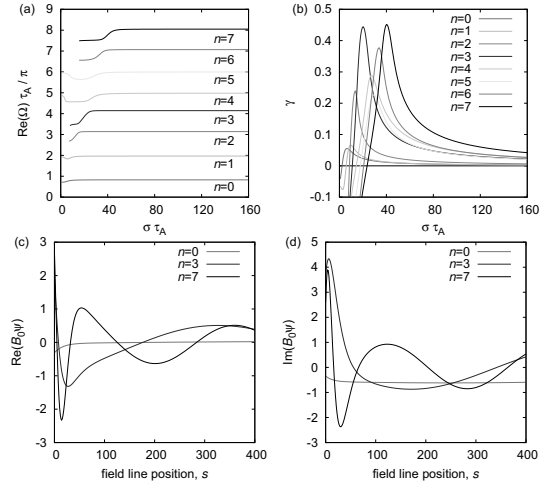 (a)
Re(Ω) τA / π
9
8
7
6
5
4
3
2
1
0
n=7
n=6
n=5
n=4
n=3
n=2
n=1
n=0
0 40 80 120 160
σ τA
(b)
γ
0.5
0.4
0.3
0.2
0.1
0
-0.1
n=0
n=1
n=2
n=3
n=4
n=5
n=6
n=7
0 40 80 120 160
σ τA
(c)
Re(B0ψ)
3
2
1
0
-1
-2
-3
n=0
n=3
n=7
0 100 200 300 400
field line position, s
(d)
Im(B0ψ)
5
4
3
2
1
0
-1
-2
-3
n=0
n=3
n=7
0 100 200 300 400
field line position, s